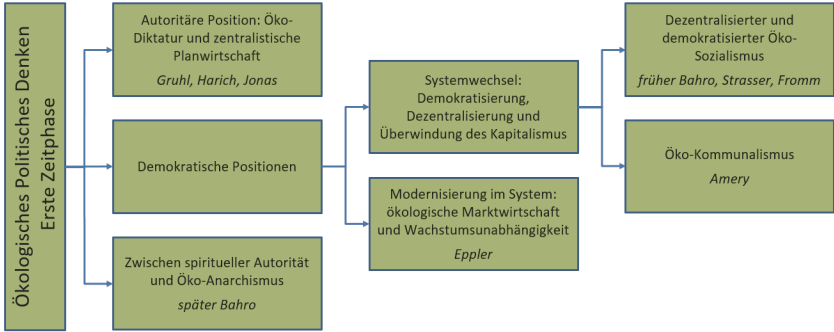 Ökologisches Politisches Denken
Erste Zeitphase
Autoritäre Position: Öko-
Diktatur und zentralistische
Planwirtschaft
Gruhl, Harich, Jonas
Demokratische Positionen
Zwischen spiritueller Autorität
und Öko-Anarchismus
später Bahro
Systemwechsel:
Demokratisierung,
Dezentralisierung und
Überwindung des Kapitalismus
Modernisierung im System:
ökologische Marktwirtschaft
und Wachstumsunabhängigkeit
Eppler
Dezentralisierter und
demokratisierter Öko-
Sozialismus
früher Bahro, Strasser, Fromm
Öko-Kommunalismus
Amery